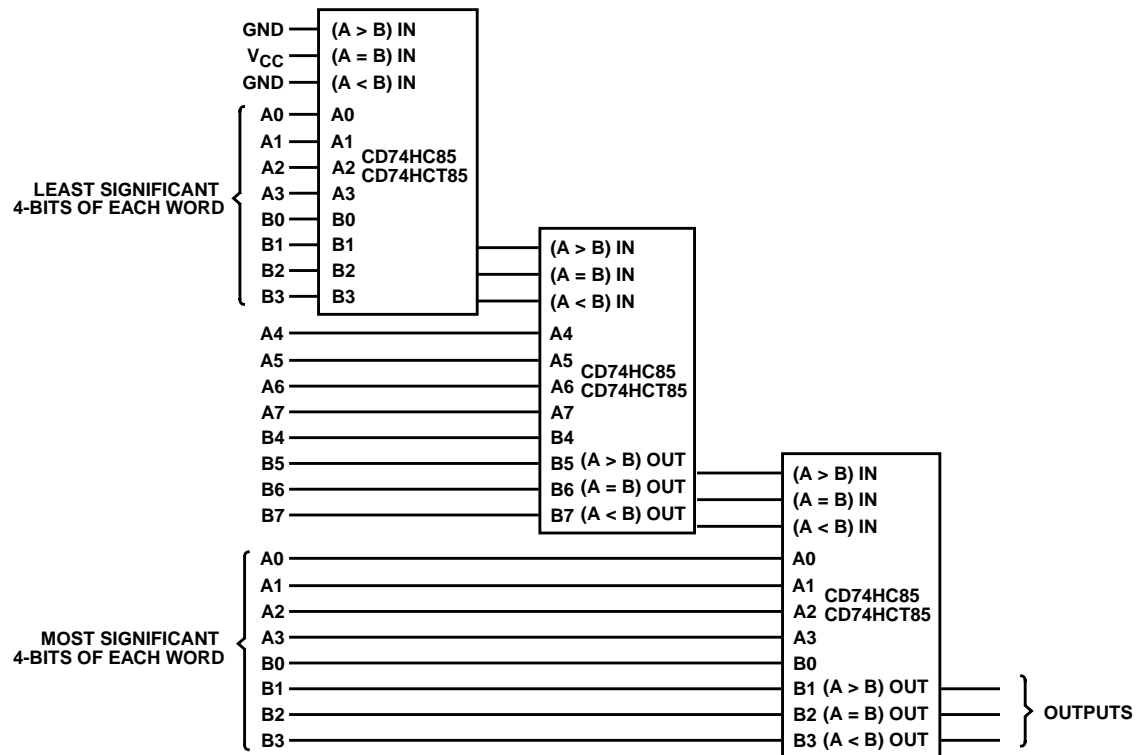 GND (A > B) IN
VCC (A = B) IN
GND (A < B) IN
A0 A0
A1 A1
CD74HC85
A2 A2 CD74HCT85
A3 A3
LEAST SIGNIFICANT
4-BITS OF EACH WORD
B0 B0
B1 B1
B2 B2
B3 B3
(A > B) IN
(A = B) IN
(A < B) IN
A4 A4
A5 A5
CD74HC85
A6 A6 CD74HCT85
A7 A7
B4 B4
B5 B5 (A > B) OUT
B6 B6 (A = B) OUT
B7 B7 (A < B) OUT
(A > B) IN
(A = B) IN
(A < B) IN
A0 A0
A1 A1
CD74HC85
A2 A2 CD74HCT85
A3 A3
MOST SIGNIFICANT
4-BITS OF EACH WORD
B0 B0
B1 B1 (A > B) OUT
B2 B2 (A = B) OUT
B3 B3 (A < B) OUT
OUTPUTS